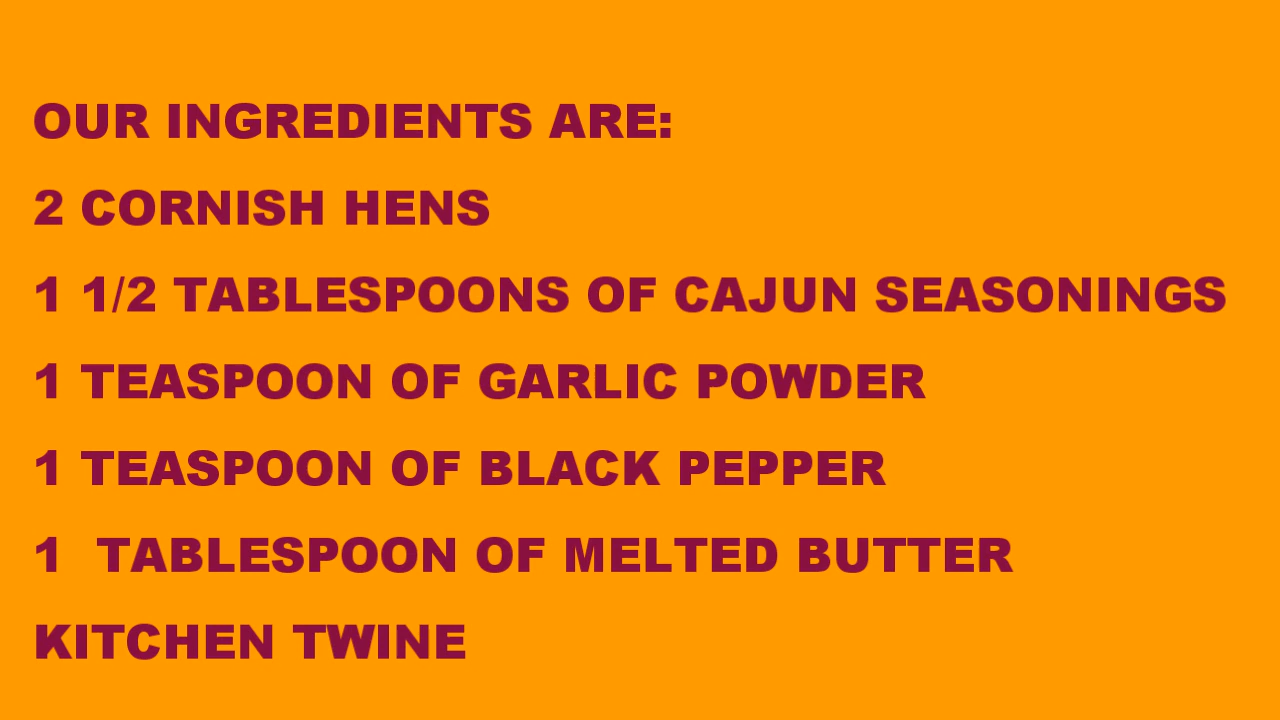 OUR INGREDIENTS ARE:
2 CORNISH HENS
1 1/2 TABLESPOONS OF CAJUN SEASONINGS
1 TEASPOON OF GARLIC POWDER
1 TEASPOON OF BLACK PEPPER
1  TABLESPOON OF MELTED BUTTER
KITCHEN TWINE